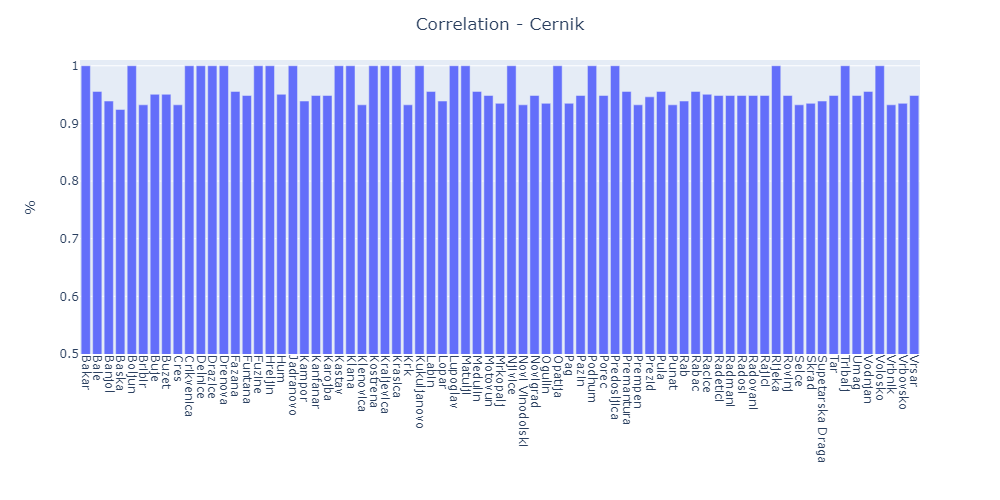 Correlation - Cernik
%
1
0.9
0.8
0.7
0.6
0.5
Bakar
Bale
Banjol
Baska
Boljun
Bribir
Buje
Buzet
Cres
Crikvenica
Delnice
Drazice
Drenova
Fazana
Funtana
Fuzine
Hreljin
Hum
Jadranovo
Kampor
Kanfanar
Karojba
Kastav
Klana
Klenovica
Kostrena
Kraljevica
Krasica
Krk
Kukuljanovo
Labin
Lopar
Lupoglav
Matulji
Medulin
Motovun
Mrkopalj
Njivice
Novi Vinodolski
Novigrad
Ogulin
Opatija
Pag
Pazin
Podhum
Porec
Predosljica
Premantura
Prempen
Prezid
Pula
Punat
Rab
Rabac
Racice
Radetici
Radmani
Radosi
Radovani
Rajici
Rijeka
Rovinj
Selce
Skrad
Supetarska Draga
Tar
Tribalj
Umag
Vodnjan
Volosko
Vrbnik
Vrbovsko
Vrsar